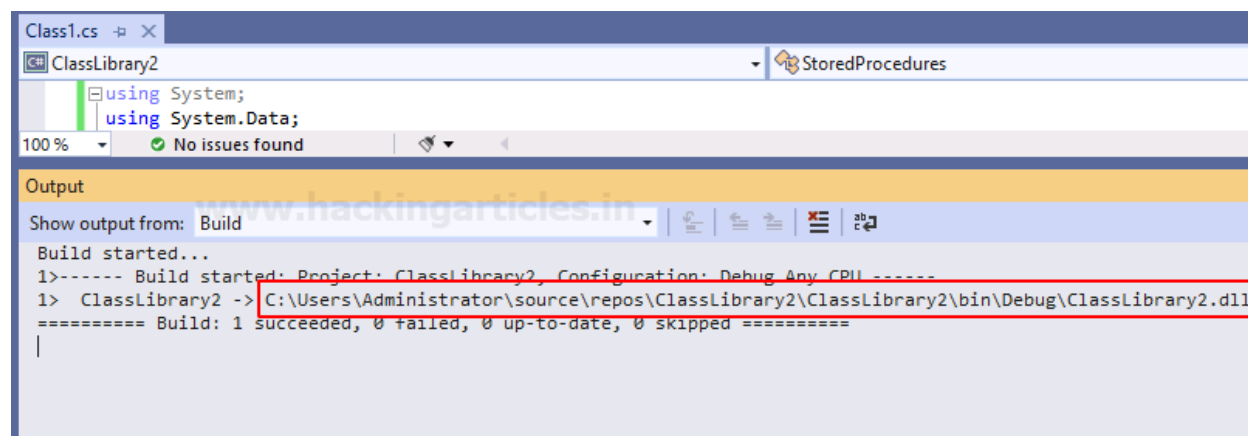 Class1.cs
ClassLibrary2 StoredProcedures
using System;
using System.Data;
100 % No issues found
Output
www.hackingarticles.in
Show output from: Build
Build started...
1>------ Build started: Project: ClassLibrary2, Configuration: Debug Any CPU ------
1> ClassLibrary2 -> C:\Users\Administrator\source\repos\ClassLibrary2\ClassLibrary2\bin\Debug\ClassLibrary2.dll
========== Build: 1 succeeded, 0 failed, 0 up-to-date, 0 skipped ==========